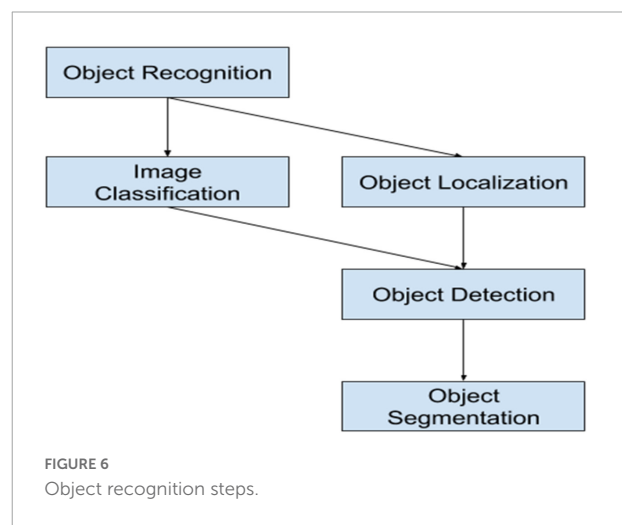 Object Recognition
Image
Classification
Object Localization
Object Detection
Object
Segmentation
FIGURE 6
Object recognition steps.